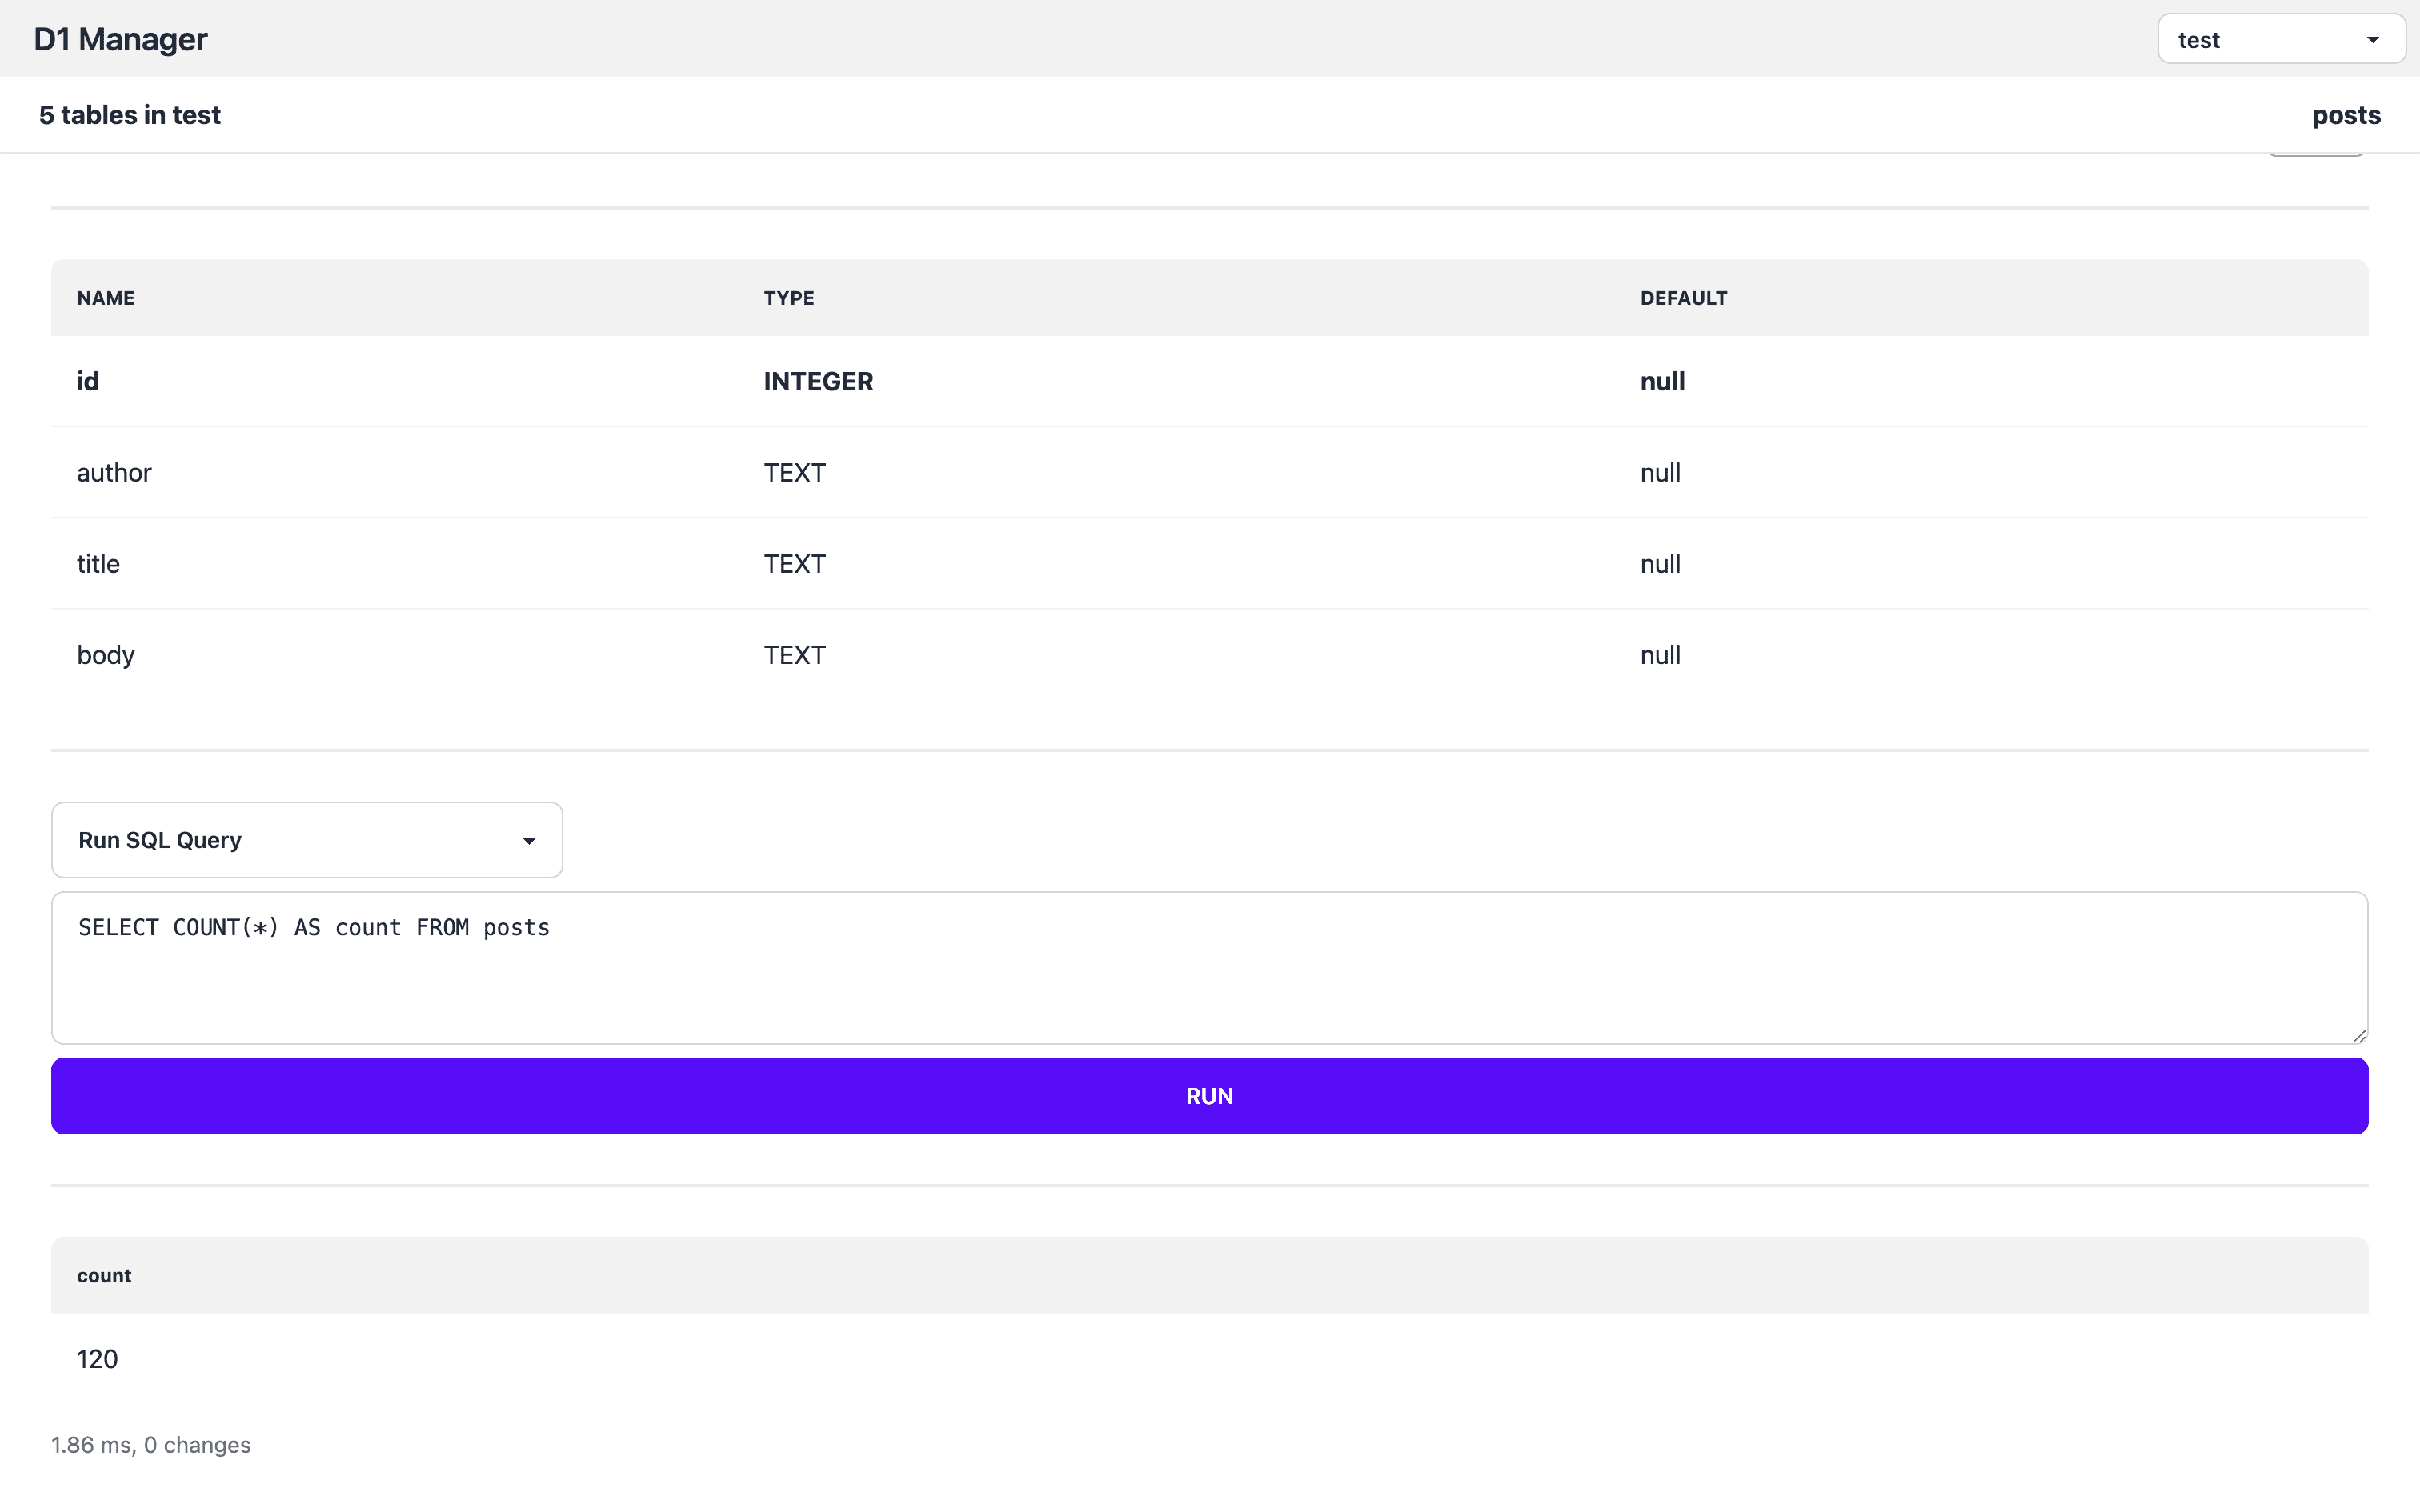 D1 Manager
test
5 tables in test
posts
NAME TYPE DEFAULT
id INTEGER null
author TEXT null
title TEXT null
body TEXT null
Run SQL Query
SELECT COUNT(*) AS count FROM posts
RUN
count
120
1.86 ms, 0 changes